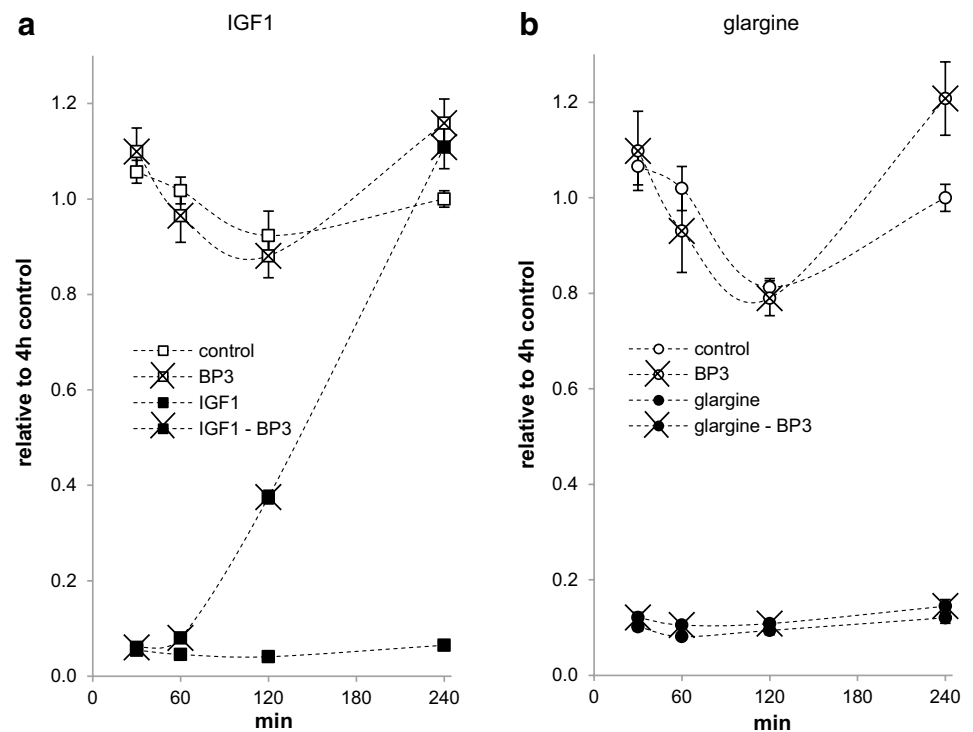 a
IGF1
relative to 4h control
1.2
1.0
0.8
0.6
0.4
0.2
0.0
control
BP3
IGF1
IGF1 - BP3
0 60 120 180 240
min
b
glargine
relative to 4h control
1.2
1.0
0.8
0.6
0.4
0.2
0.0
control
BP3
glargine
glargine - BP3
0 60 120 180 240
min